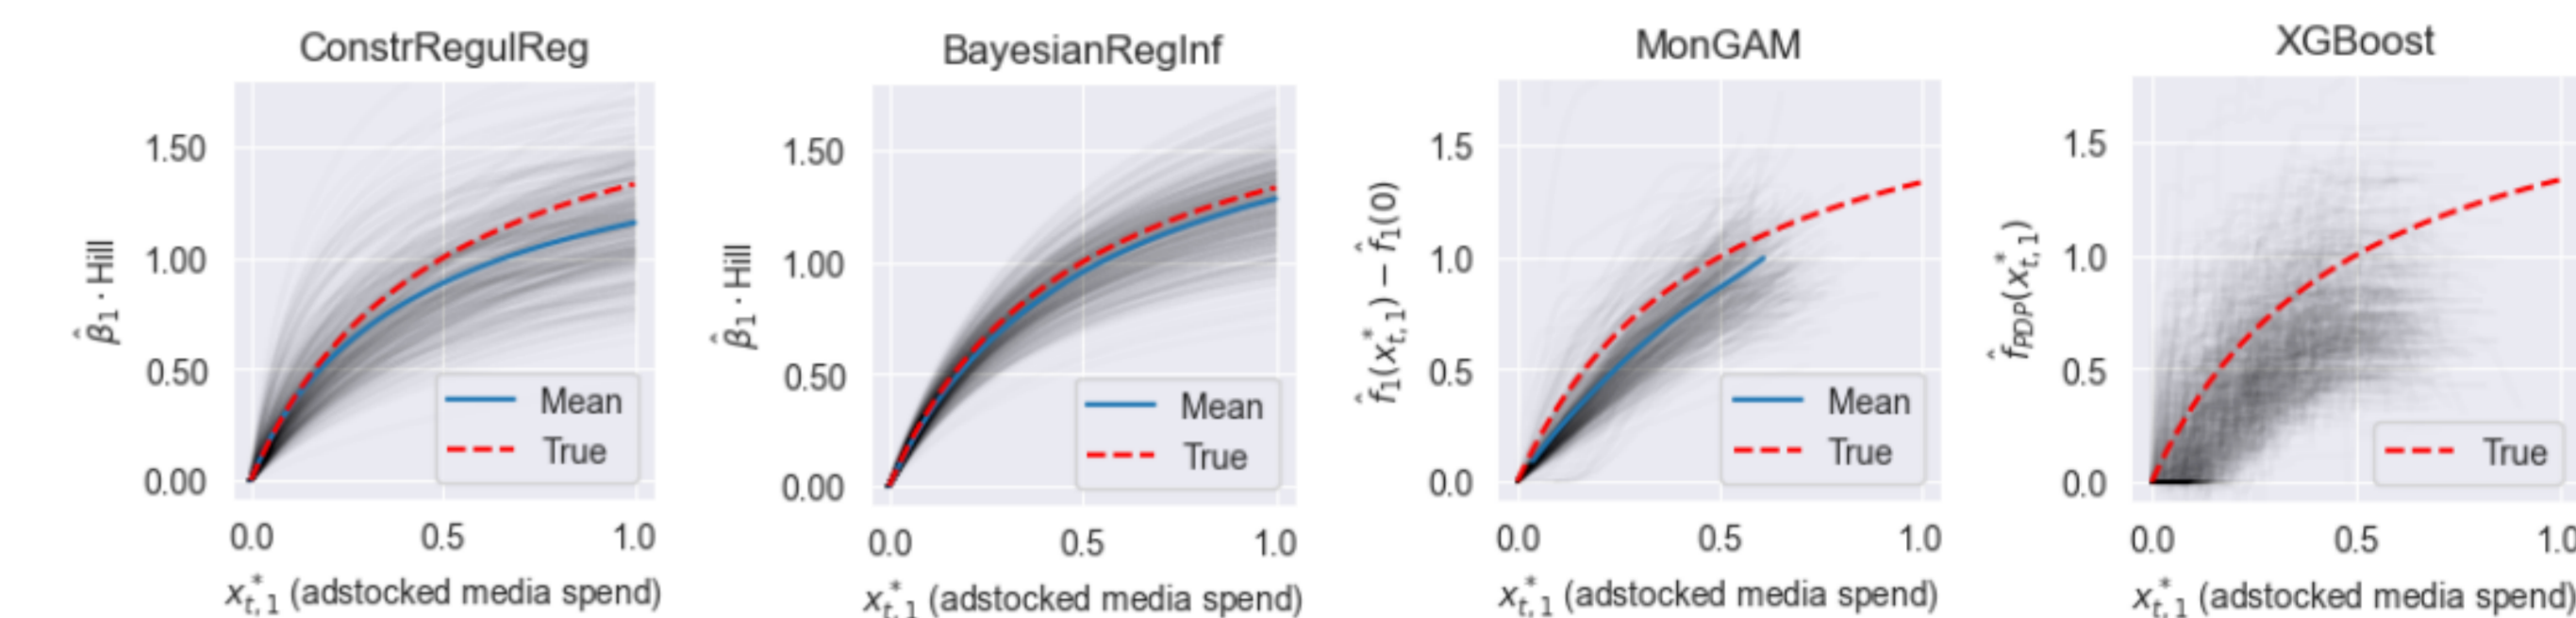 ConstrRegulReg
1.50
1.00
0.50
0.00
β̂₁ · Hill
Mean
True
0.0 0.5 1.0
x*ₜ,₁ (adstocked media spend)
BayesianRegInf
1.50
1.00
0.50
0.00
β̂₁ · Hill
Mean
True
0.0 0.5 1.0
x*ₜ,₁ (adstocked media spend)
MonGAM
1.5
1.0
0.5
0.0
f̂₁(x*ₜ,₁) − f̂₁(0)
Mean
True
0.0 0.5 1.0
x*ₜ,₁ (adstocked media spend)
XGBoost
1.5
1.0
0.5
0.0
f̂PDP(x*ₜ,₁)
True
0.0 0.5 1.0
x*ₜ,₁ (adstocked media spend)